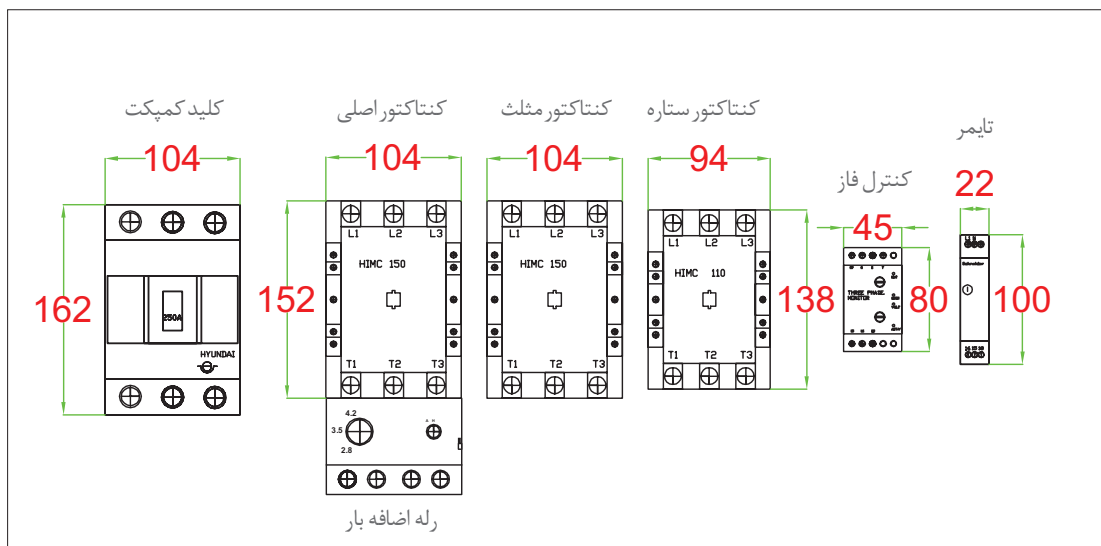 کلید کمپکت
کنتاکتور اصلی
کنتاکتور مثلث
کنتاکتور ستاره
تایمر
کنترل فاز
104
104
104
94
45
22
162
152
138
80
100
250A
HYUNDAI
L1 L2 L3
HIMC 150
T1 T2 T3
4.2
3.5
2.8
رله اضافه بار
L1 L2 L3
HIMC 150
T1 T2 T3
L1 L2 L3
HIMC 110
T1 T2 T3
THREE PHASE
MONITOR
Schneider